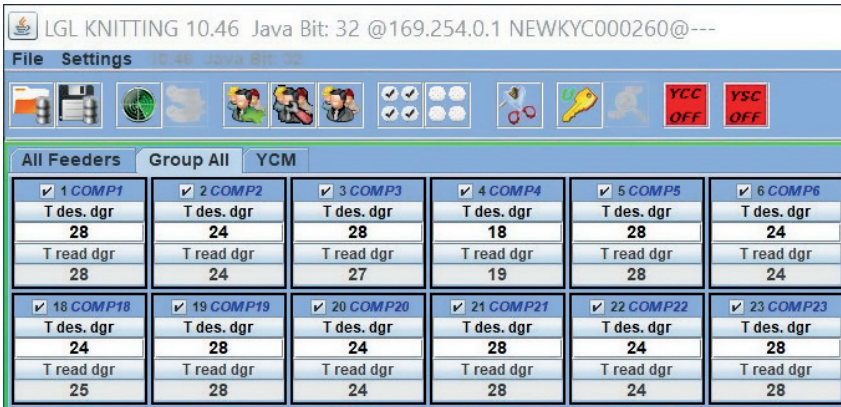 LGL KNITTING 10.46 Java Bit: 32 @169.254.0.1 NEWKYC000260@---
File Settings 10.46 Java Bit: 32
U YCC OFF YSC OFF
All Feeders Group All YCM
1 COMP1 2 COMP2 3 COMP3 4 COMP4 5 COMP5 6 COMP6
T des. dgr T des. dgr T des. dgr T des. dgr T des. dgr T des. dgr
28 24 28 18 28 24
T read dgr T read dgr T read dgr T read dgr T read dgr T read dgr
28 24 27 19 28 24
18 COMP18 19 COMP19 20 COMP20 21 COMP21 22 COMP22 23 COMP23
T des. dgr T des. dgr T des. dgr T des. dgr T des. dgr T des. dgr
24 28 24 28 24 28
T read dgr T read dgr T read dgr T read dgr T read dgr T read dgr
25 28 24 28 24 28